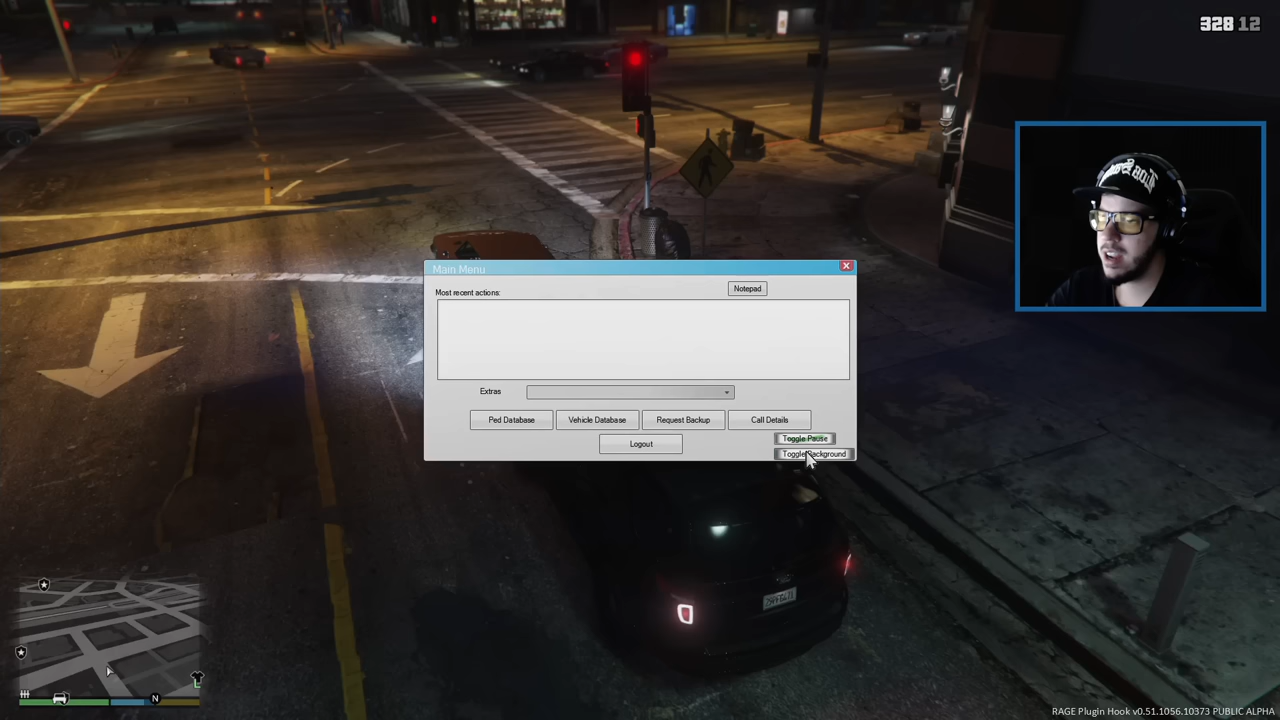 328 12
Main Menu
Most recent actions:
Notepad
Extras
Ped Database
Vehicle Database
Request Backup
Call Details
Logout
Toggle Pause
Toggle Background
N
RAGE Plugin Hook v0.51.1056.10373 PUBLIC ALPHA